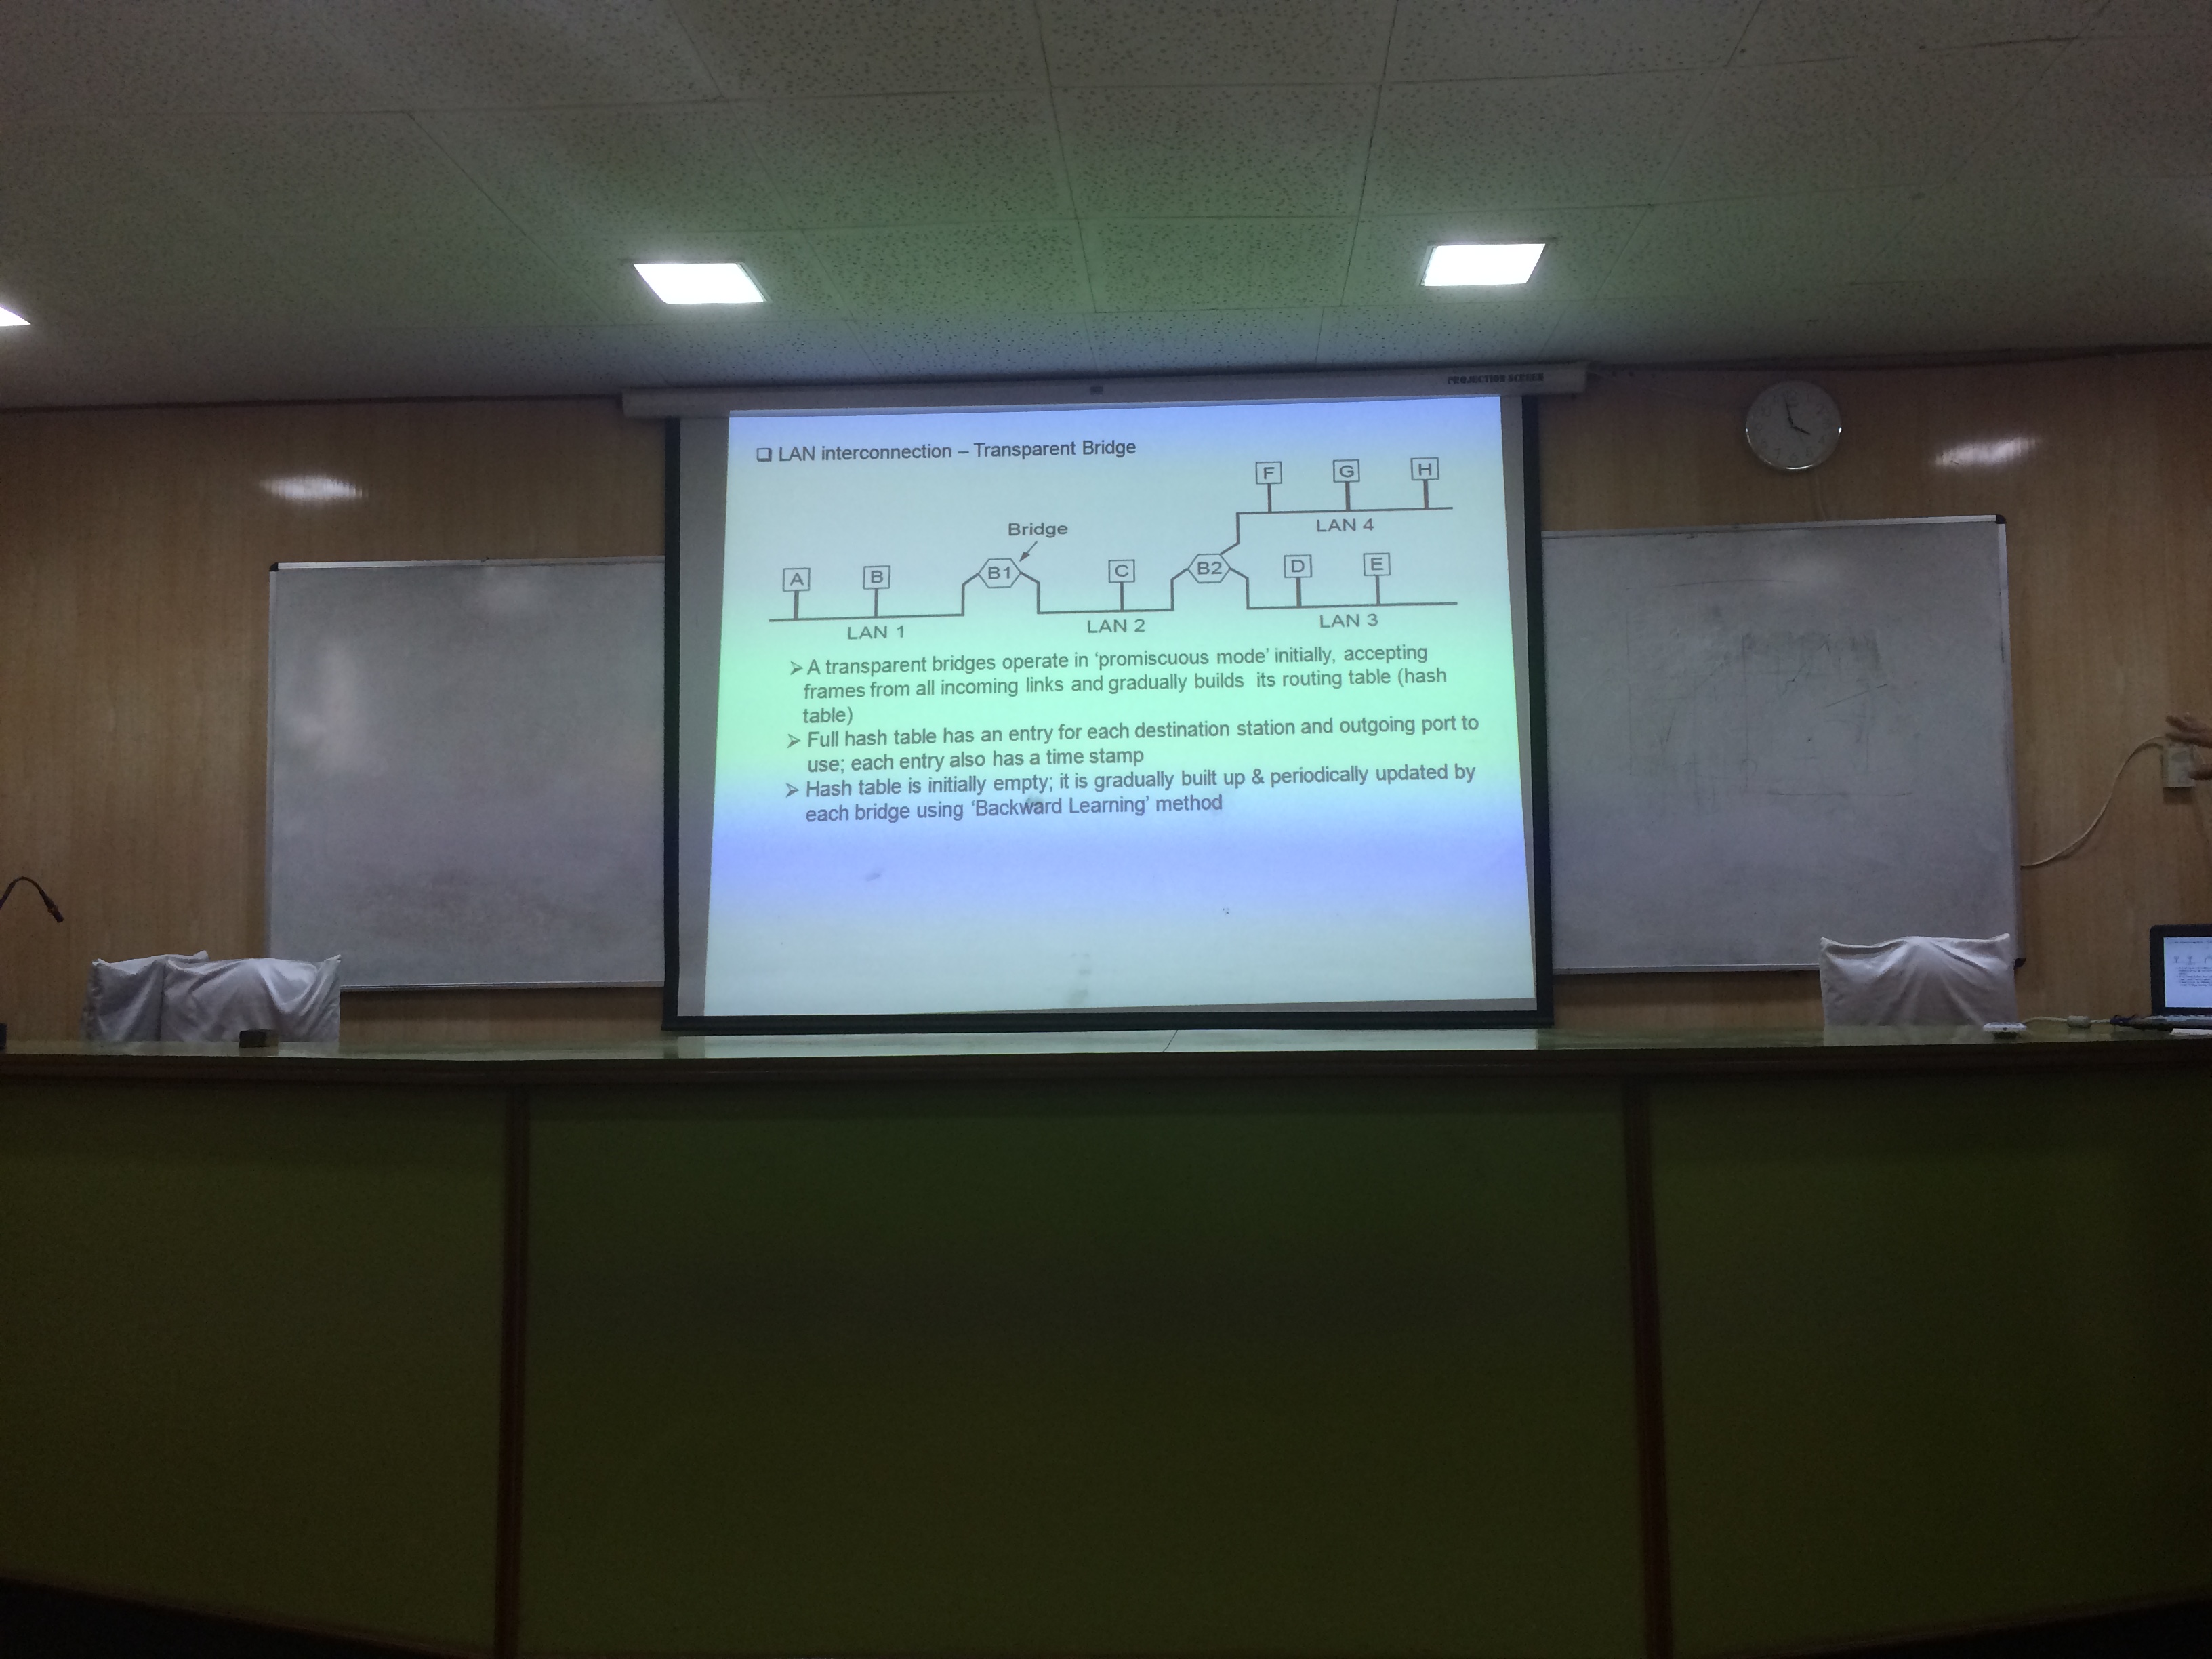 PROJECTION SCREEN
❑ LAN interconnection – Transparent Bridge
F G H
LAN 4
Bridge
A B B1 C B2 D E
LAN 1 LAN 2 LAN 3
➢ A transparent bridges operate in ‘promiscuous mode’ initially, accepting
frames from all incoming links and gradually builds its routing table (hash
table)
➢ Full hash table has an entry for each destination station and outgoing port to
use; each entry also has a time stamp
➢ Hash table is initially empty; it is gradually built up & periodically updated by
each bridge using ‘Backward Learning’ method